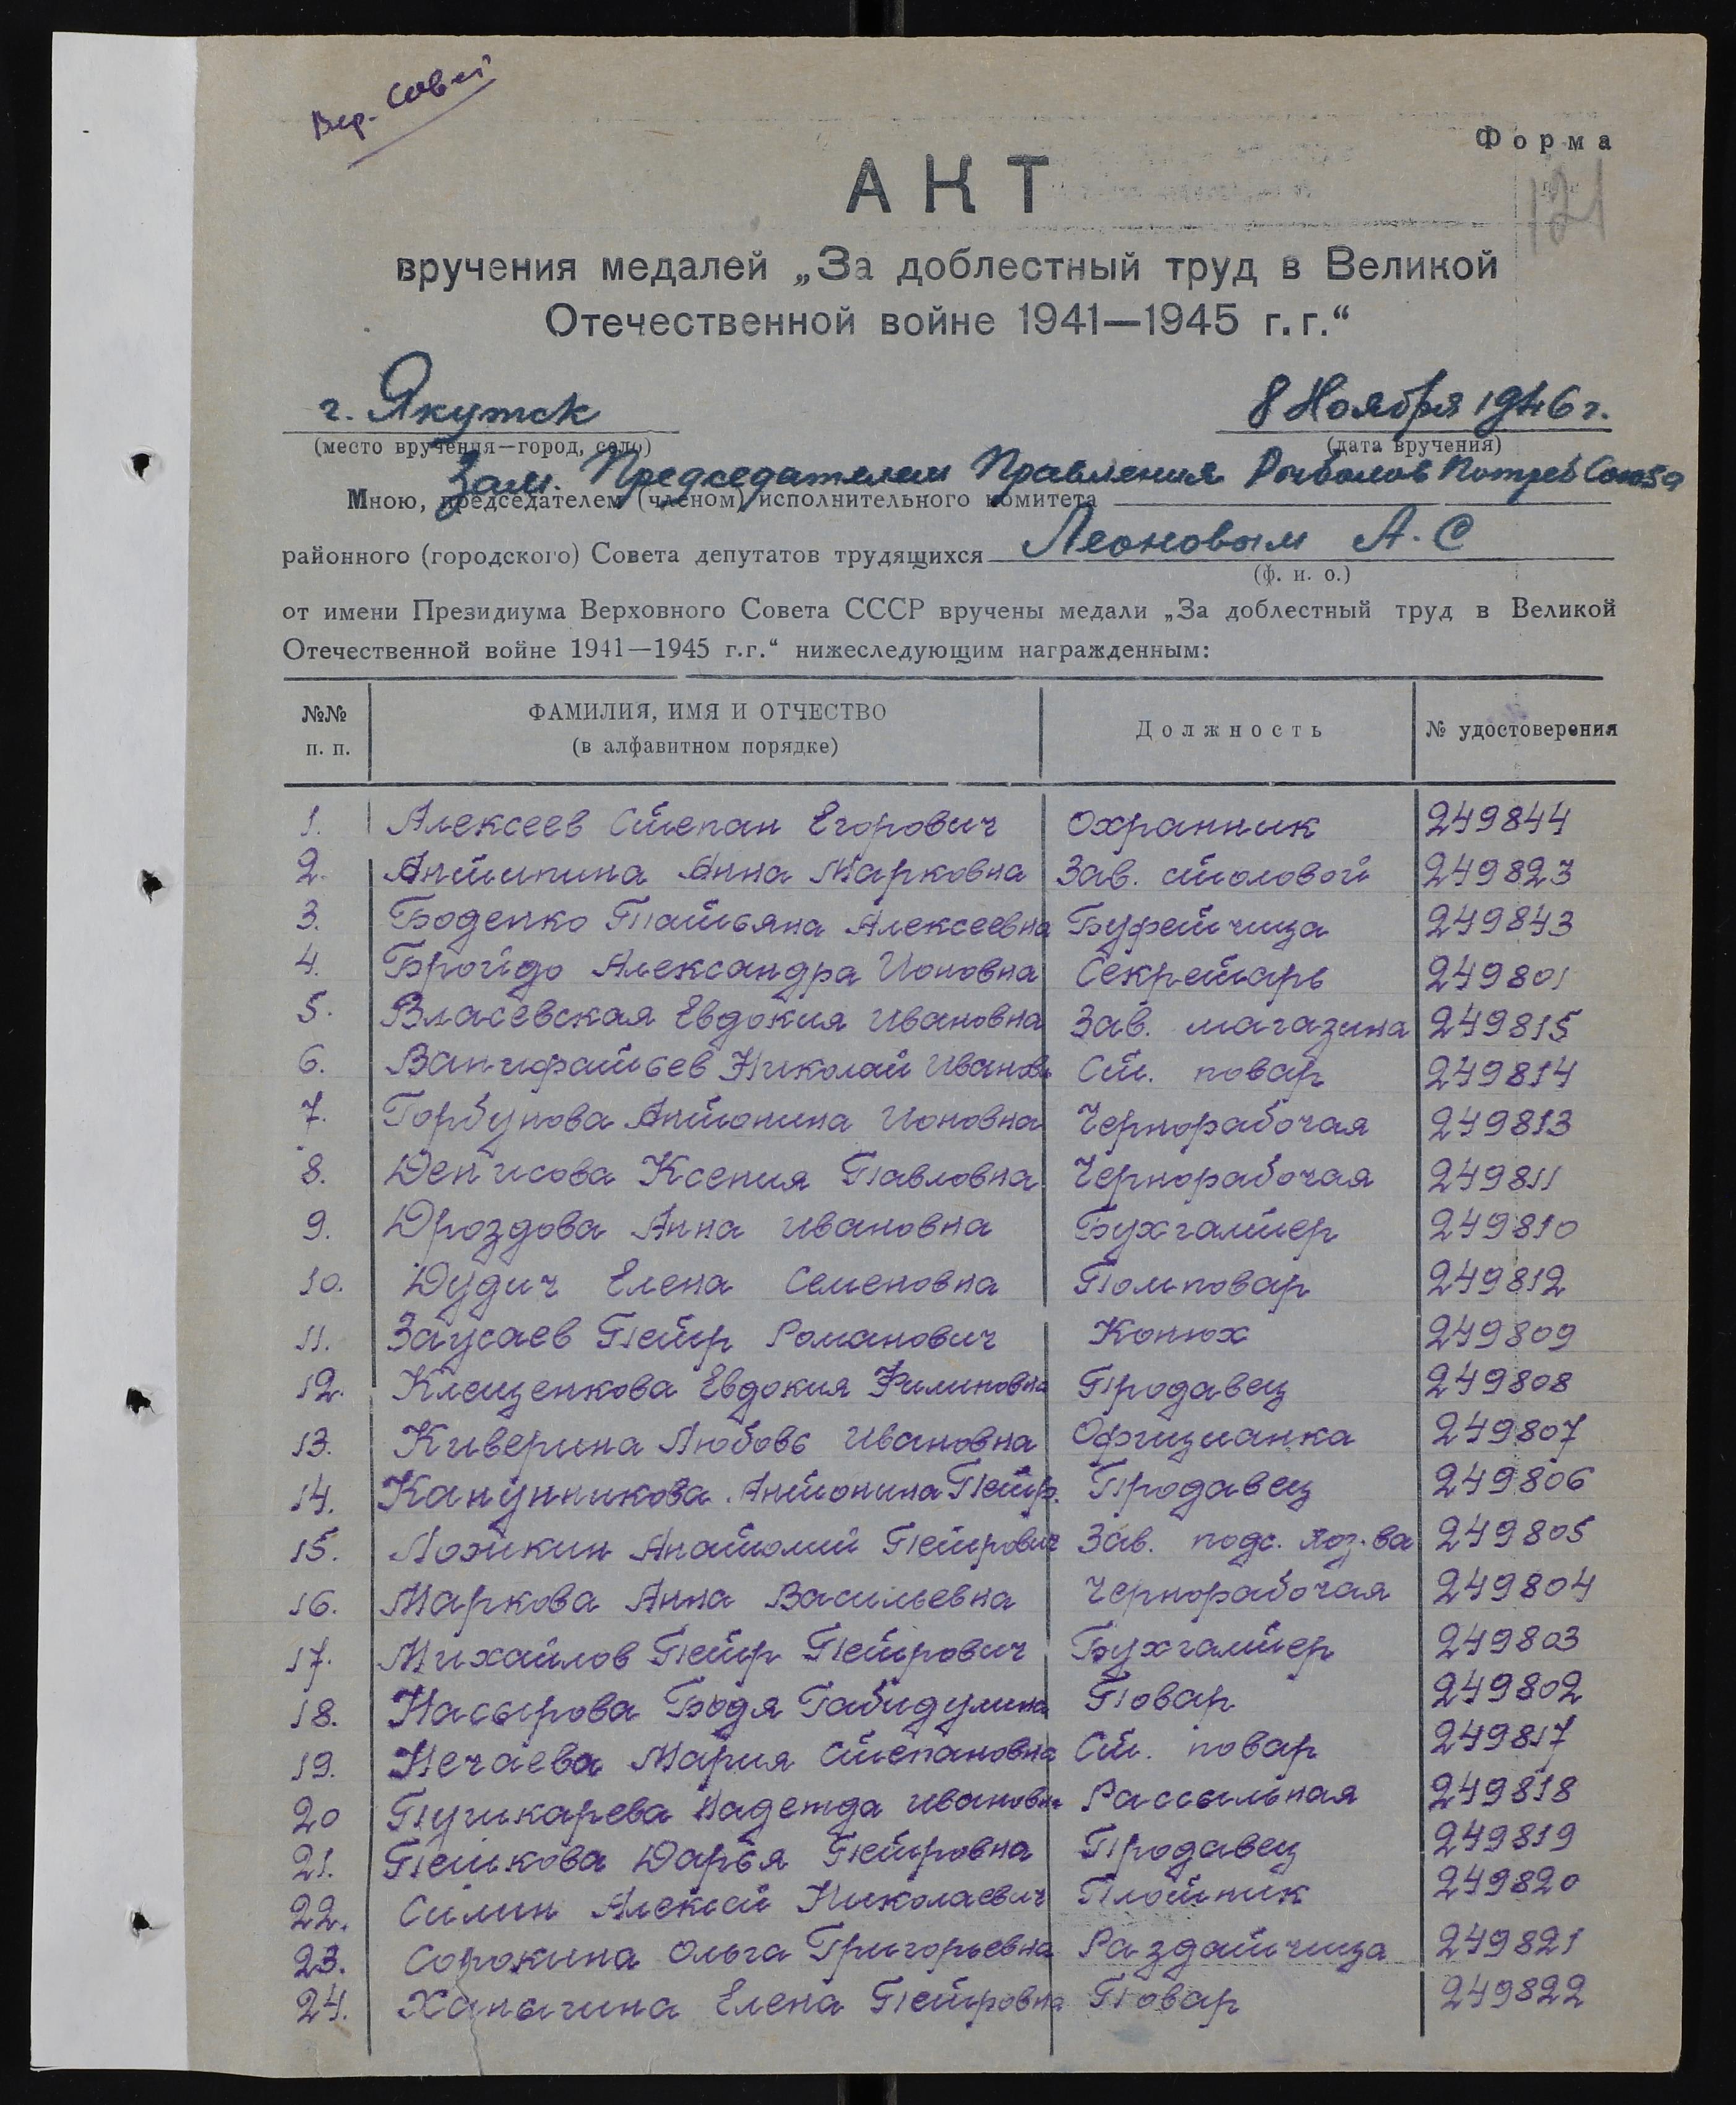 Вер. Совет
Форма
121
АКТ
вручения медалей „За доблестный труд в Великой
Отечественной войне 1941—1945 г.г.“
г. Якутск
8 Ноября 1946 г.
(место вручения—город, село)
(дата вручения)
Зам. Председателем Правления Рыболов Потреб Союза
Мною, председателем (членом) исполнительного комитета
районного (городского) Совета депутатов трудящихся Леоновым А. С
(ф. и. о.)
от имени Президиума Верховного Совета СССР вручены медали „За доблестный труд в Великой
Отечественной войне 1941—1945 г.г.“ нижеследующим награжденным:
№№ п. п. ФАМИЛИЯ, ИМЯ И ОТЧЕСТВО (в алфавитном порядке) Должность № удостоверения
1. Алексеев Степан Егорович Охранник 249844
2. Антипина Анна Марковна Зав. столовой 249823
3. Боденко Татьяна Алексеевна Буфетчица 249843
4. Бройдо Александра Ионовна Секретарь 249801
5. Власевская Евдокия Ивановна Зав. магазина 249815
6. Ванифатьев Николай Иванов Ст. повар 249814
7. Горбунова Антонина Ионовна Чернорабочая 249813
8. Денисова Ксения Павловна Чернорабочая 249811
9. Дроздова Анна Ивановна Бухгалтер 249810
10. Дудич Елена Семеновна Помповар 249812
11. Заусаев Петр Романович Конюх 249809
12. Клещенкова Евдокия Филиповна Продавец 249808
13. Киверина Любовь Ивановна Официанка 249807
14. Канунникова Антонина Петр. Продавец 249806
15. Ложкин Анатолий Петрович Зав. подс. хоз-ва 249805
16. Маркова Анна Васильевна Чернорабочая 249804
17. Михайлов Петр Петрович Бухгалтер 249803
18. Насырова Бодя Габидулина Повар 249802
19. Нечаева Мария Степановна Ст. повар 249817
20 Пушкарева Надежда Ивановна Рассыльная 249818
21. Пешкова Дарья Петровна Продавец 249819
22. Силин Алексей Николаевич Плотник 249820
23. Сорокина Ольга Григорьевна Раздатчица 249821
24. Ханыгина Елена Петровна Повар 249822